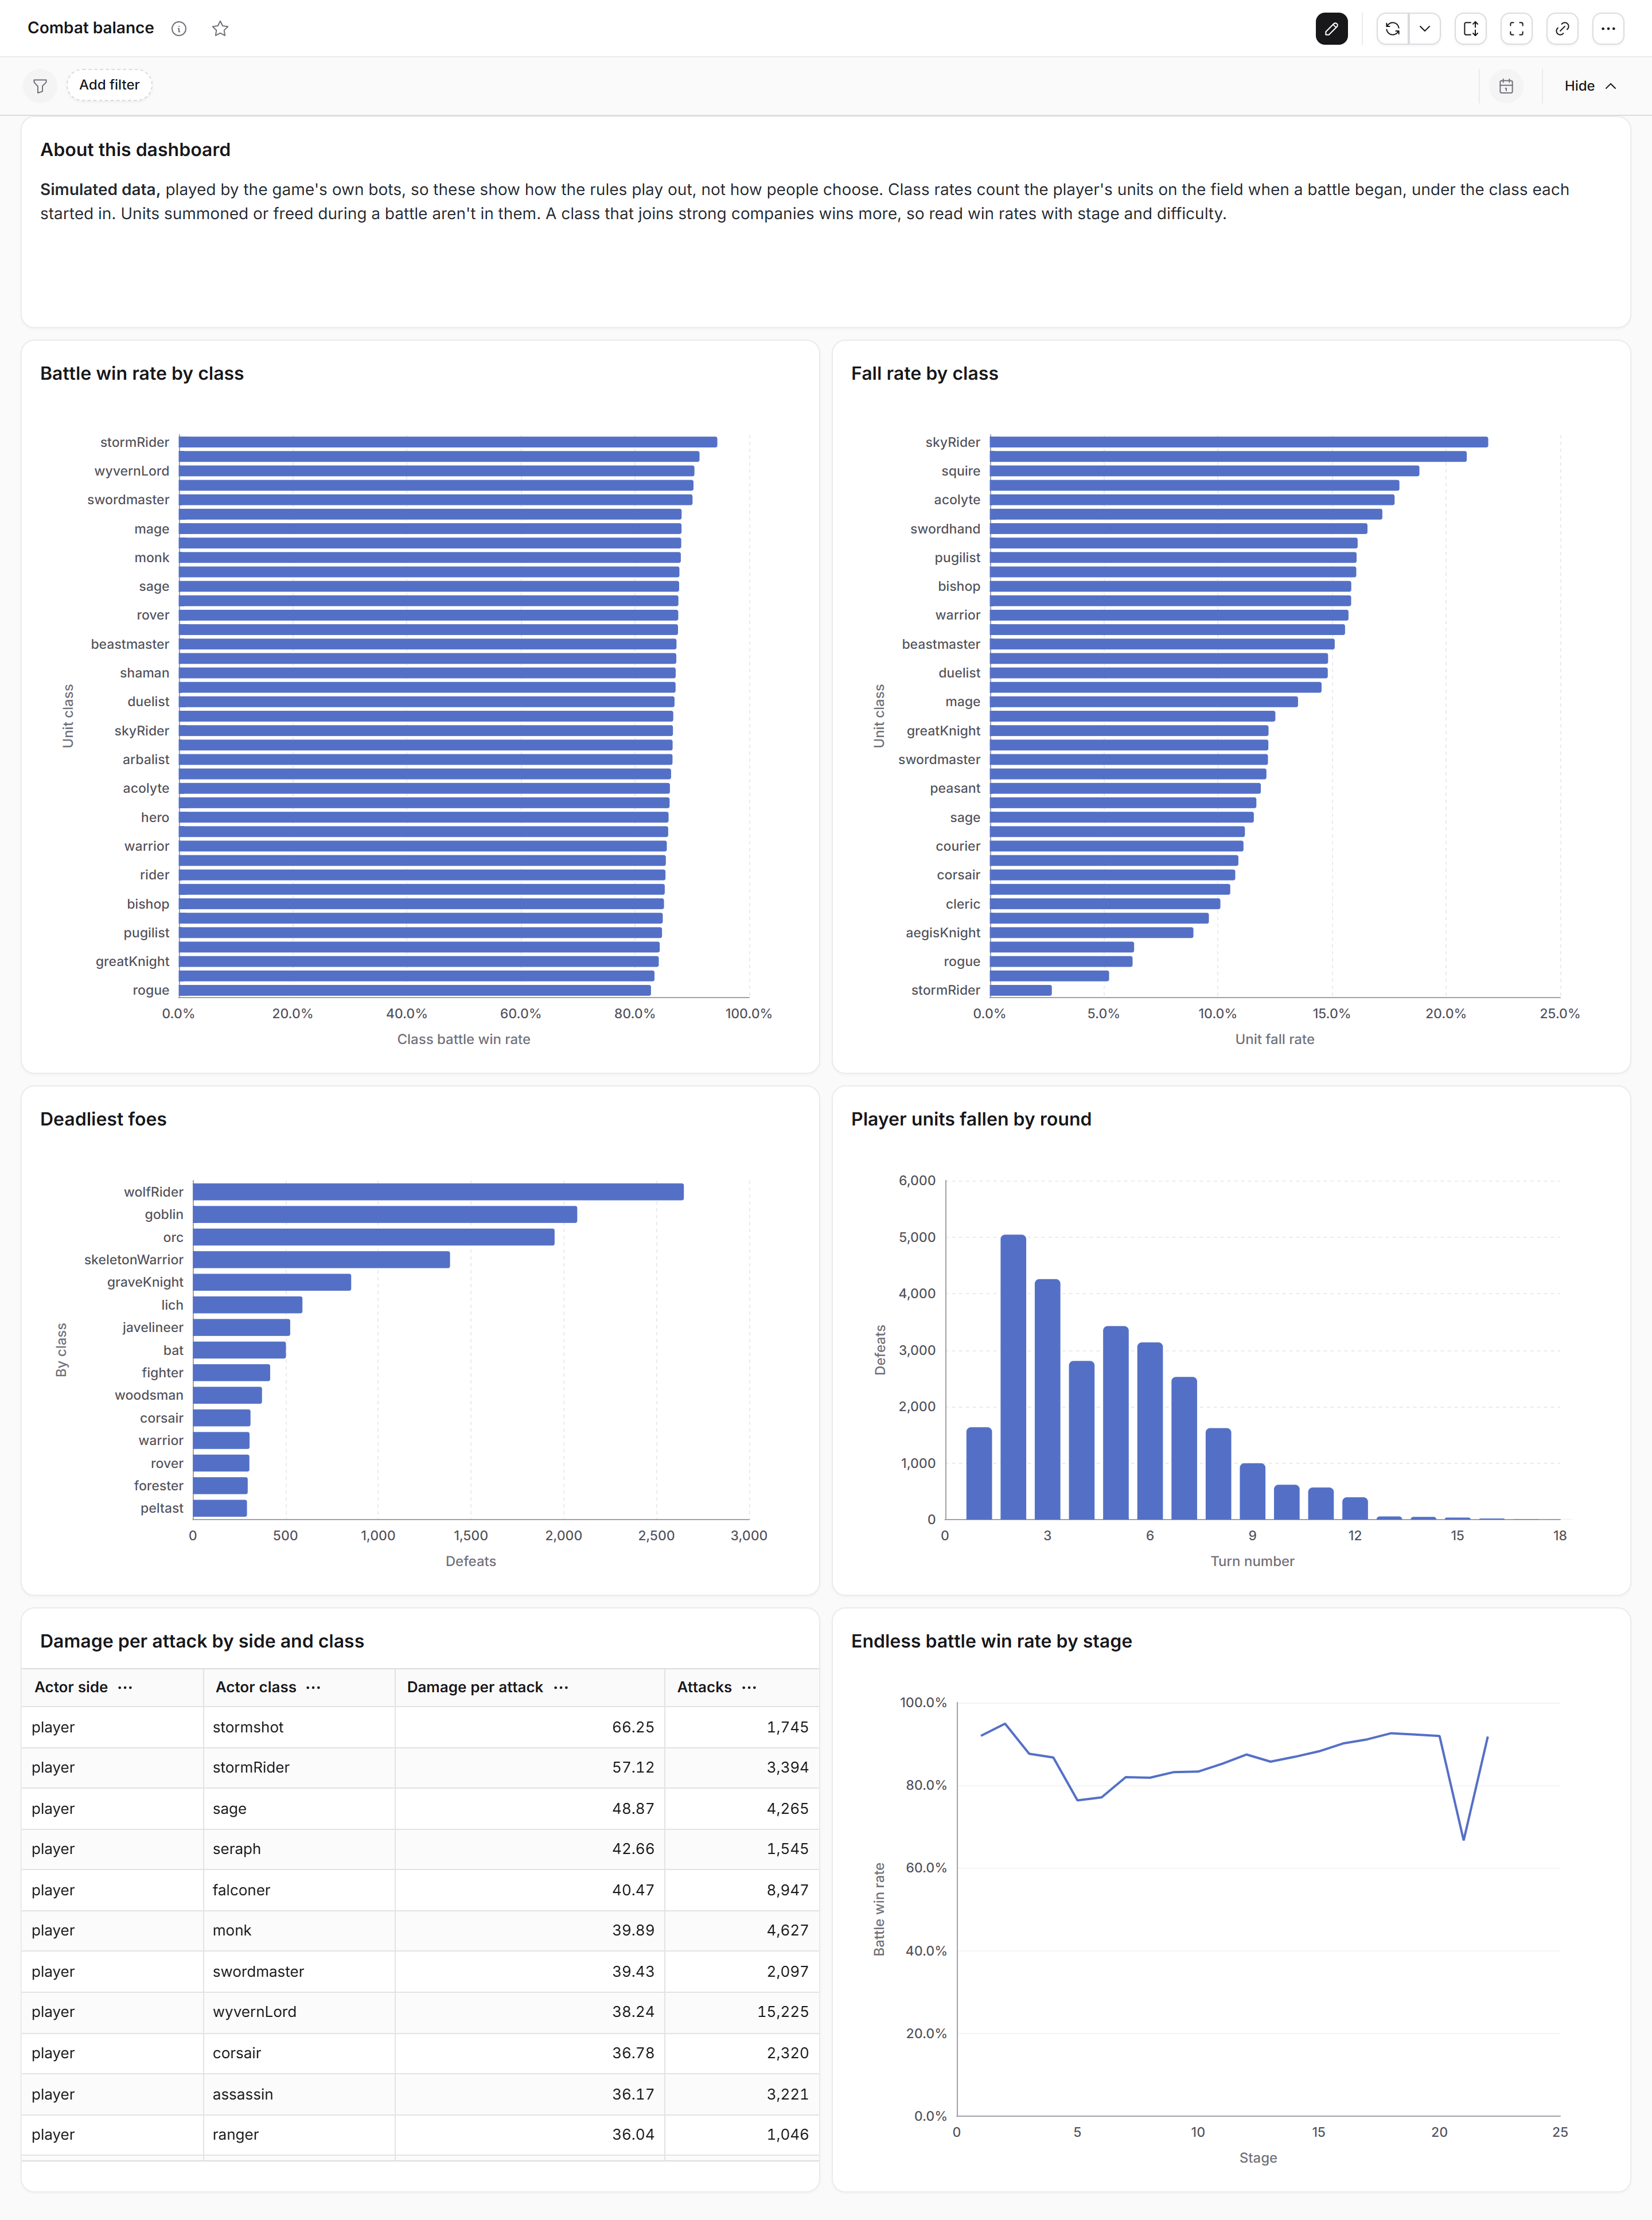 Combat balance
Add filter
Hide
About this dashboard
Simulated data, played by the game's own bots, so these show how the rules play out, not how people choose. Class rates count the player's units on the field when a battle began, under the class each
started in. Units summoned or freed during a battle aren't in them. A class that joins strong companies wins more, so read win rates with stage and difficulty.
Battle win rate by class
Unit class
stormRider
wyvernLord
swordmaster
mage
monk
sage
rover
beastmaster
shaman
duelist
skyRider
arbalist
acolyte
hero
warrior
rider
bishop
pugilist
greatKnight
rogue
0.0% 20.0% 40.0% 60.0% 80.0% 100.0%
Class battle win rate
Fall rate by class
Unit class
skyRider
squire
acolyte
swordhand
pugilist
bishop
warrior
beastmaster
duelist
mage
greatKnight
swordmaster
peasant
sage
courier
corsair
cleric
aegisKnight
rogue
stormRider
0.0% 5.0% 10.0% 15.0% 20.0% 25.0%
Unit fall rate
Deadliest foes
By class
wolfRider
goblin
orc
skeletonWarrior
graveKnight
lich
javelineer
bat
fighter
woodsman
corsair
warrior
rover
forester
peltast
0 500 1,000 1,500 2,000 2,500 3,000
Defeats
Player units fallen by round
Defeats
6,000
5,000
4,000
3,000
2,000
1,000
0
0 3 6 9 12 15 18
Turn number
Damage per attack by side and class
Actor side Actor class Damage per attack Attacks
player stormshot 66.25 1,745
player stormRider 57.12 3,394
player sage 48.87 4,265
player seraph 42.66 1,545
player falconer 40.47 8,947
player monk 39.89 4,627
player swordmaster 39.43 2,097
player wyvernLord 38.24 15,225
player corsair 36.78 2,320
player assassin 36.17 3,221
player ranger 36.04 1,046
Endless battle win rate by stage
Battle win rate
100.0%
80.0%
60.0%
40.0%
20.0%
0.0%
0 5 10 15 20 25
Stage